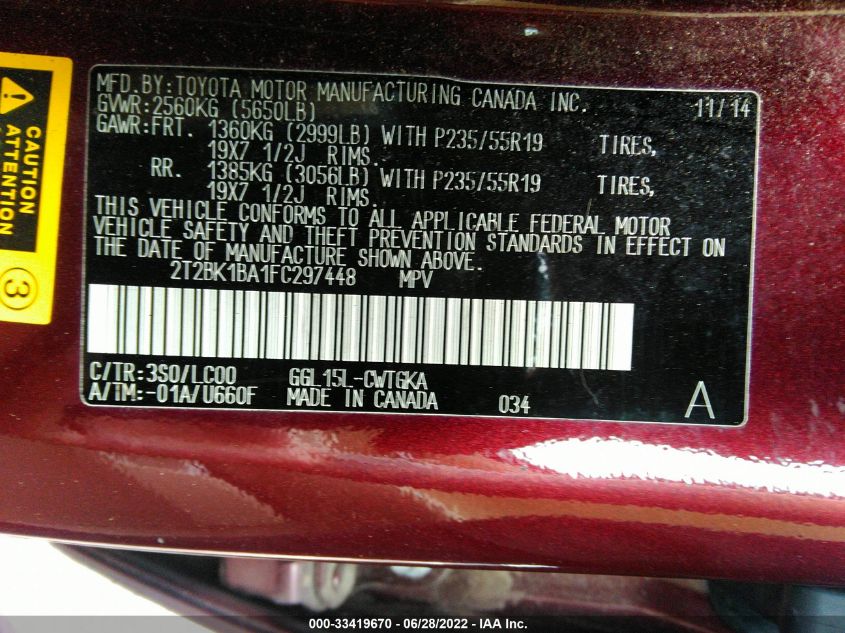 MFD.BY:TOYOTA MOTOR MANUFACTURING CANADA INC. 11/14
GVWR:2560KG (5650LB)
GAWR:FRT. 1360KG (2999LB) WITH P235/55R19 TIRES,
19X7 1/2J RIMS.
RR. 1385KG (3056LB) WITH P235/55R19 TIRES,
19X7 1/2J RIMS.
THIS VEHICLE CONFORMS TO ALL APPLICABLE FEDERAL MOTOR
VEHICLE SAFETY AND THEFT PREVENTION STANDARDS IN EFFECT ON
THE DATE OF MANUFACTURE SHOWN ABOVE.
2T2BK1BA1FC297448 MPV
C/TR:3S0/LC00 GGL15L-CWTGKA
A/TM:-01A/U660F MADE IN CANADA 034 A
3
000-33419670 - 06/28/2022 - IAA Inc.